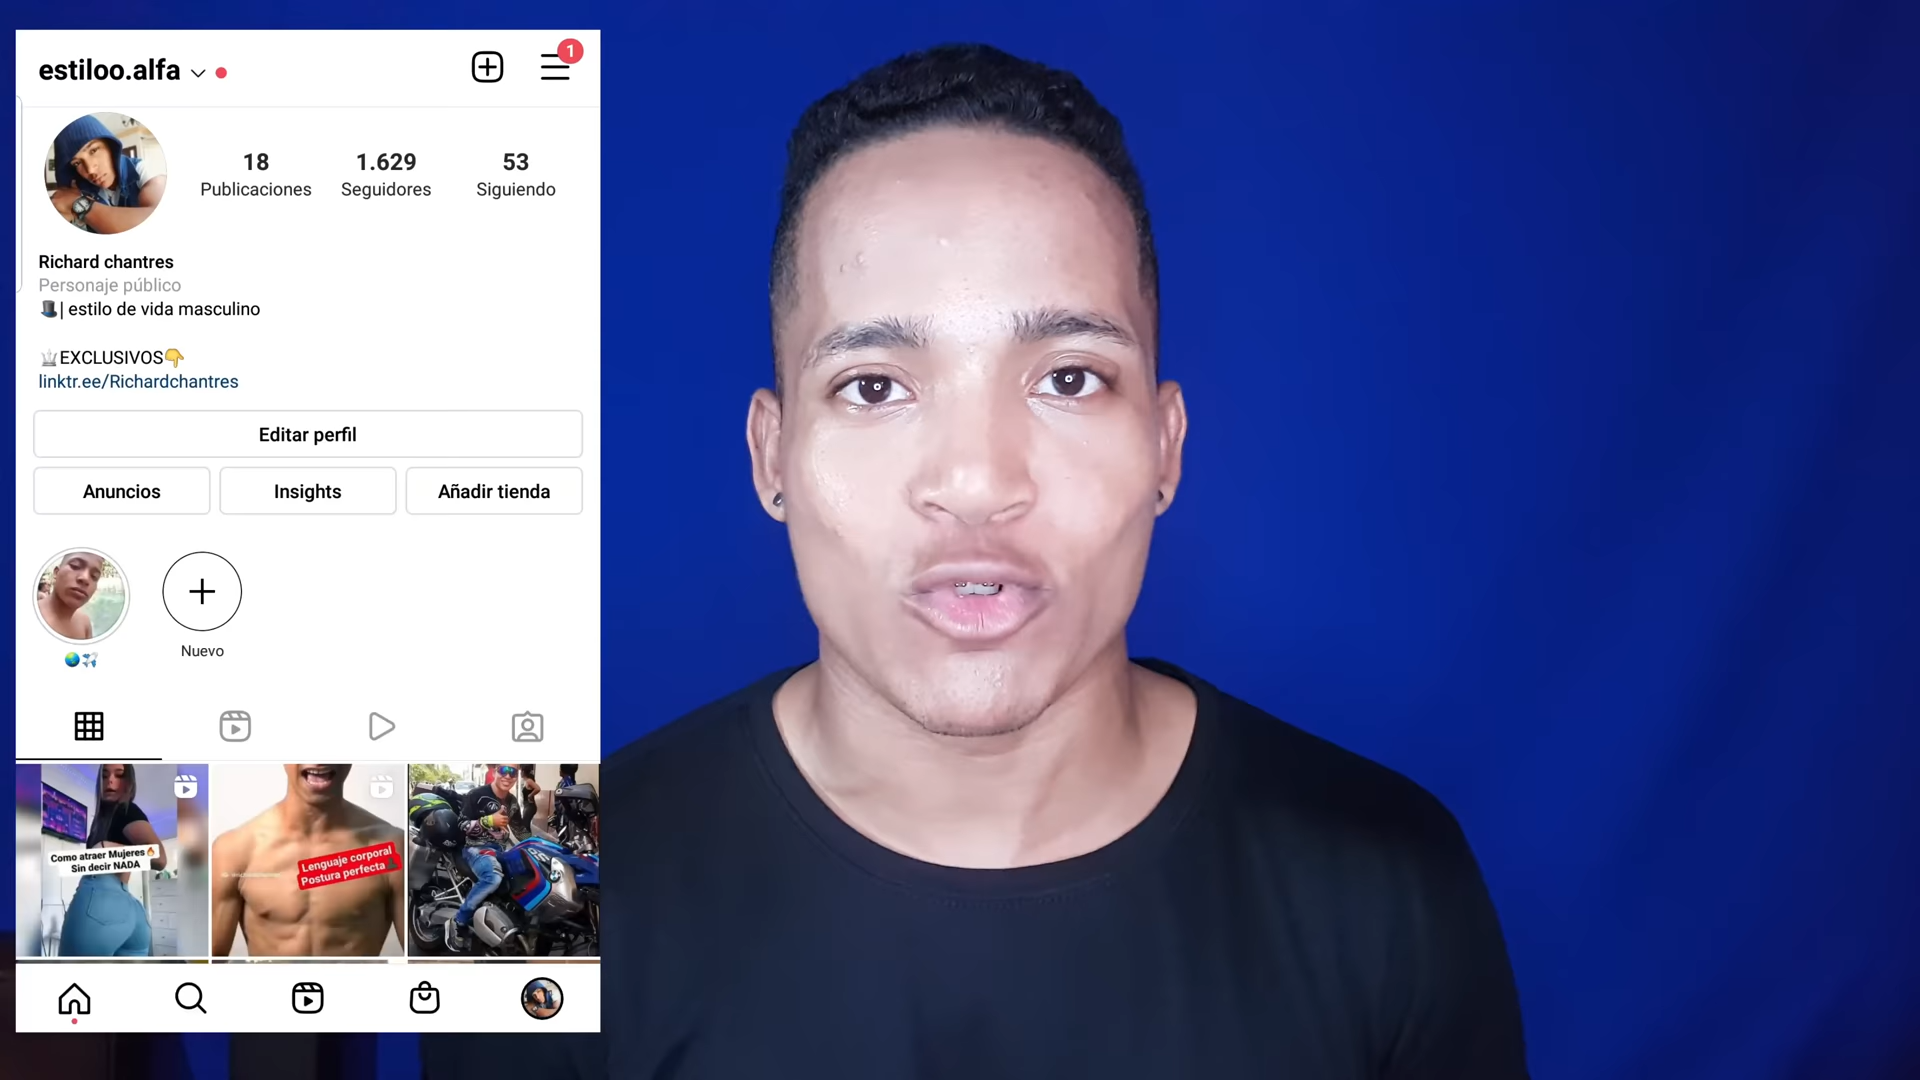 estiloo.alfa
1
18
1.629
53
Publicaciones
Seguidores
Siguiendo
Richard chantres
Personaje público
| estilo de vida masculino
EXCLUSIVOS
linktr.ee/Richardchantres
Editar perfil
Anuncios
Insights
Añadir tienda
Nuevo
Como atraer Mujeres
Sin decir NADA
Lenguaje corporal
Postura perfecta